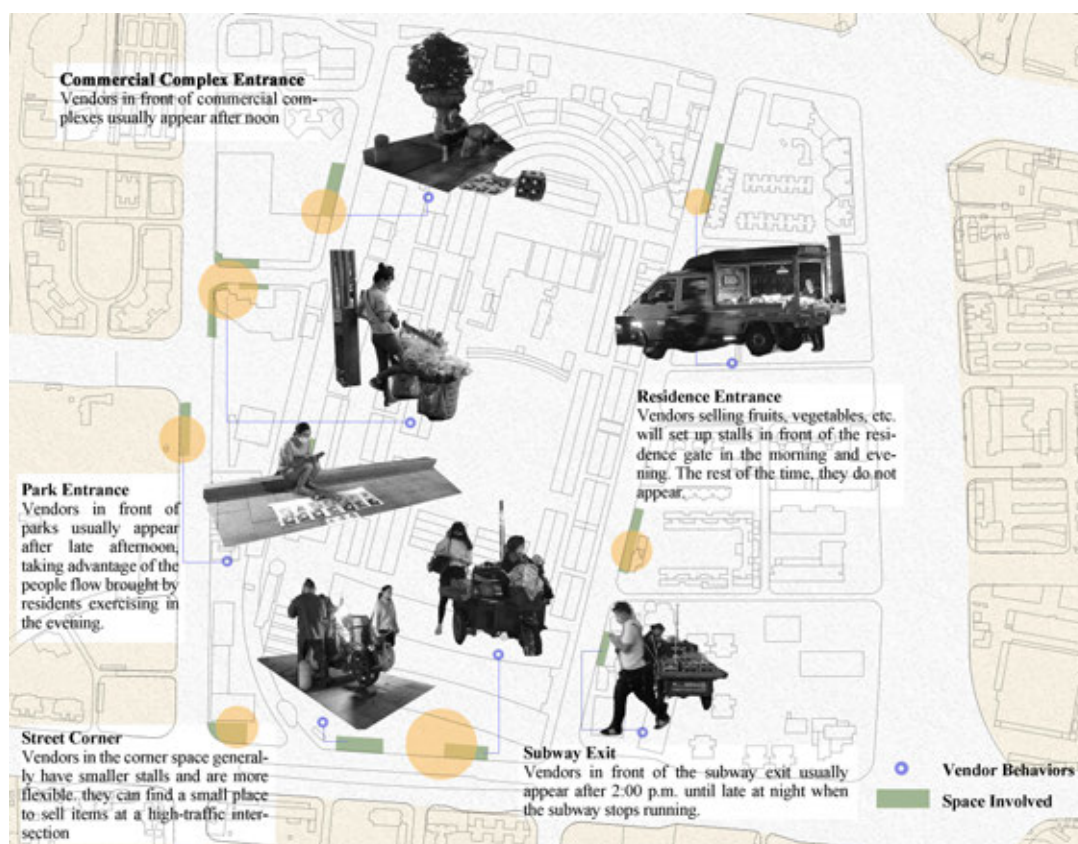 Commercial Complex Entrance
Vendors in front of commercial com-
plexes usually appear after noon
Residence Entrance
Vendors selling fruits, vegetables, etc.
will set up stalls in front of the resi-
dence gate in the morning and eve-
ning. The rest of the time, they do not
appear.
Park Entrance
Vendors in front of
parks usually appear
after late afternoon,
taking advantage of the
people flow brought by
residents exercising in
the evening.
Street Corner
Vendors in the corner space general-
ly have smaller stalls and are more
flexible. they can find a small place
to sell items at a high-traffic inter-
section
Subway Exit
Vendors in front of the subway exit usually
appear after 2:00 p.m. until late at night when
the subway stops running.
Vendor Behaviors
Space Involved